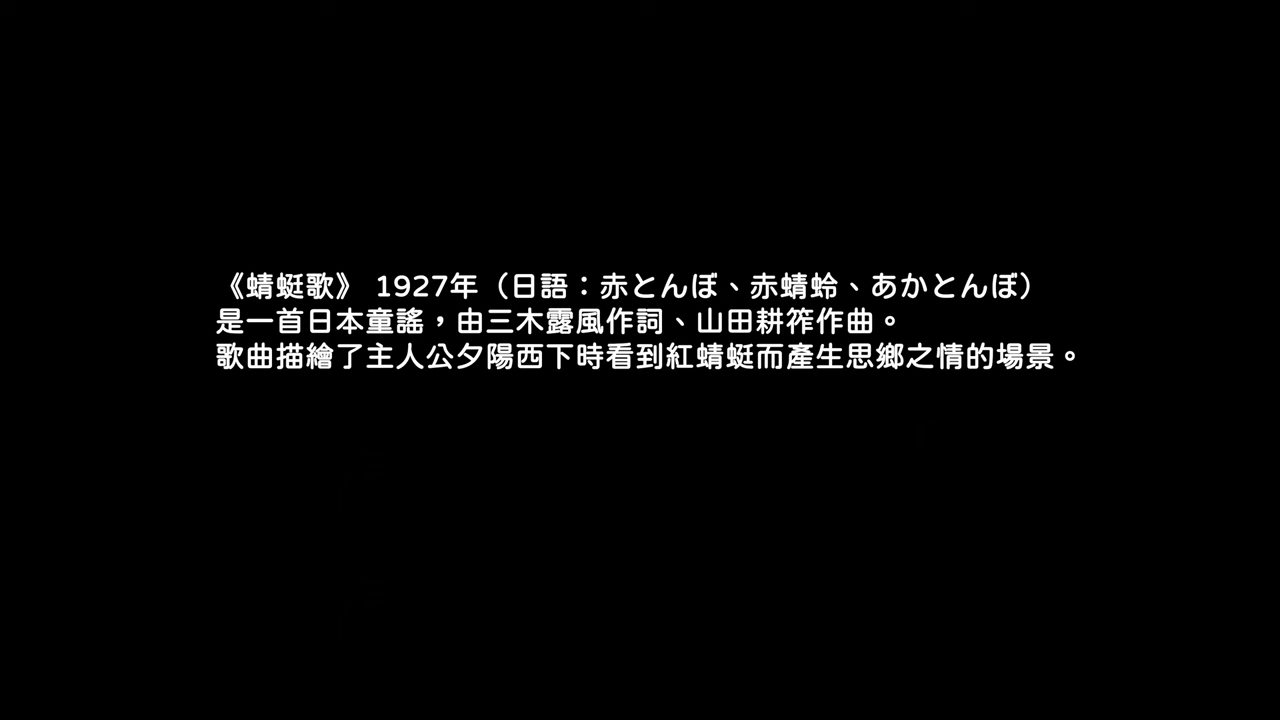 《蜻蜓歌》 1927年（日語：赤とんぼ、赤蜻蛉、あかとんぼ）
是一首日本童謠，由三木露風作詞、山田耕筰作曲。
歌曲描繪了主人公夕陽西下時看到紅蜻蜓而產生思鄉之情的場景。